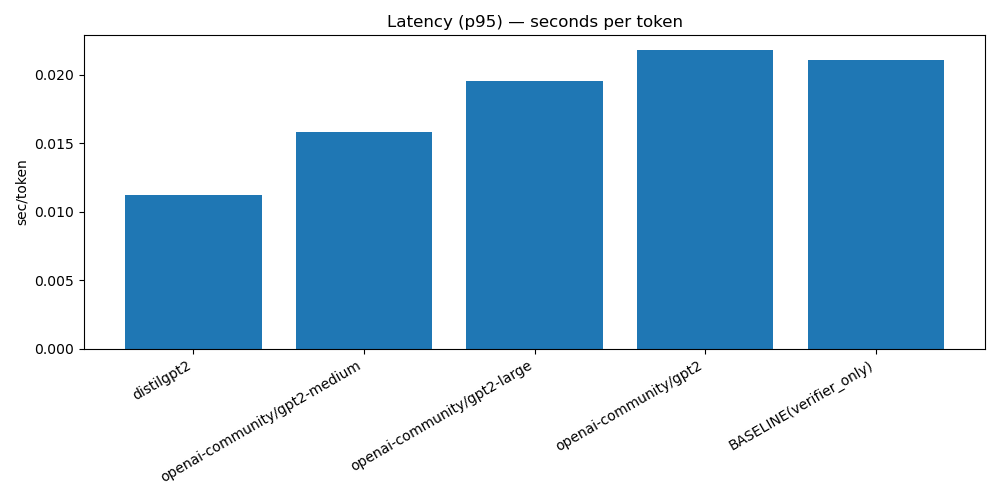 Latency (p95) — seconds per token
sec/token
0.020
0.015
0.010
0.005
0.000
distilgpt2
openai-community/gpt2-medium
openai-community/gpt2-large
openai-community/gpt2
BASELINE(verifier_only)